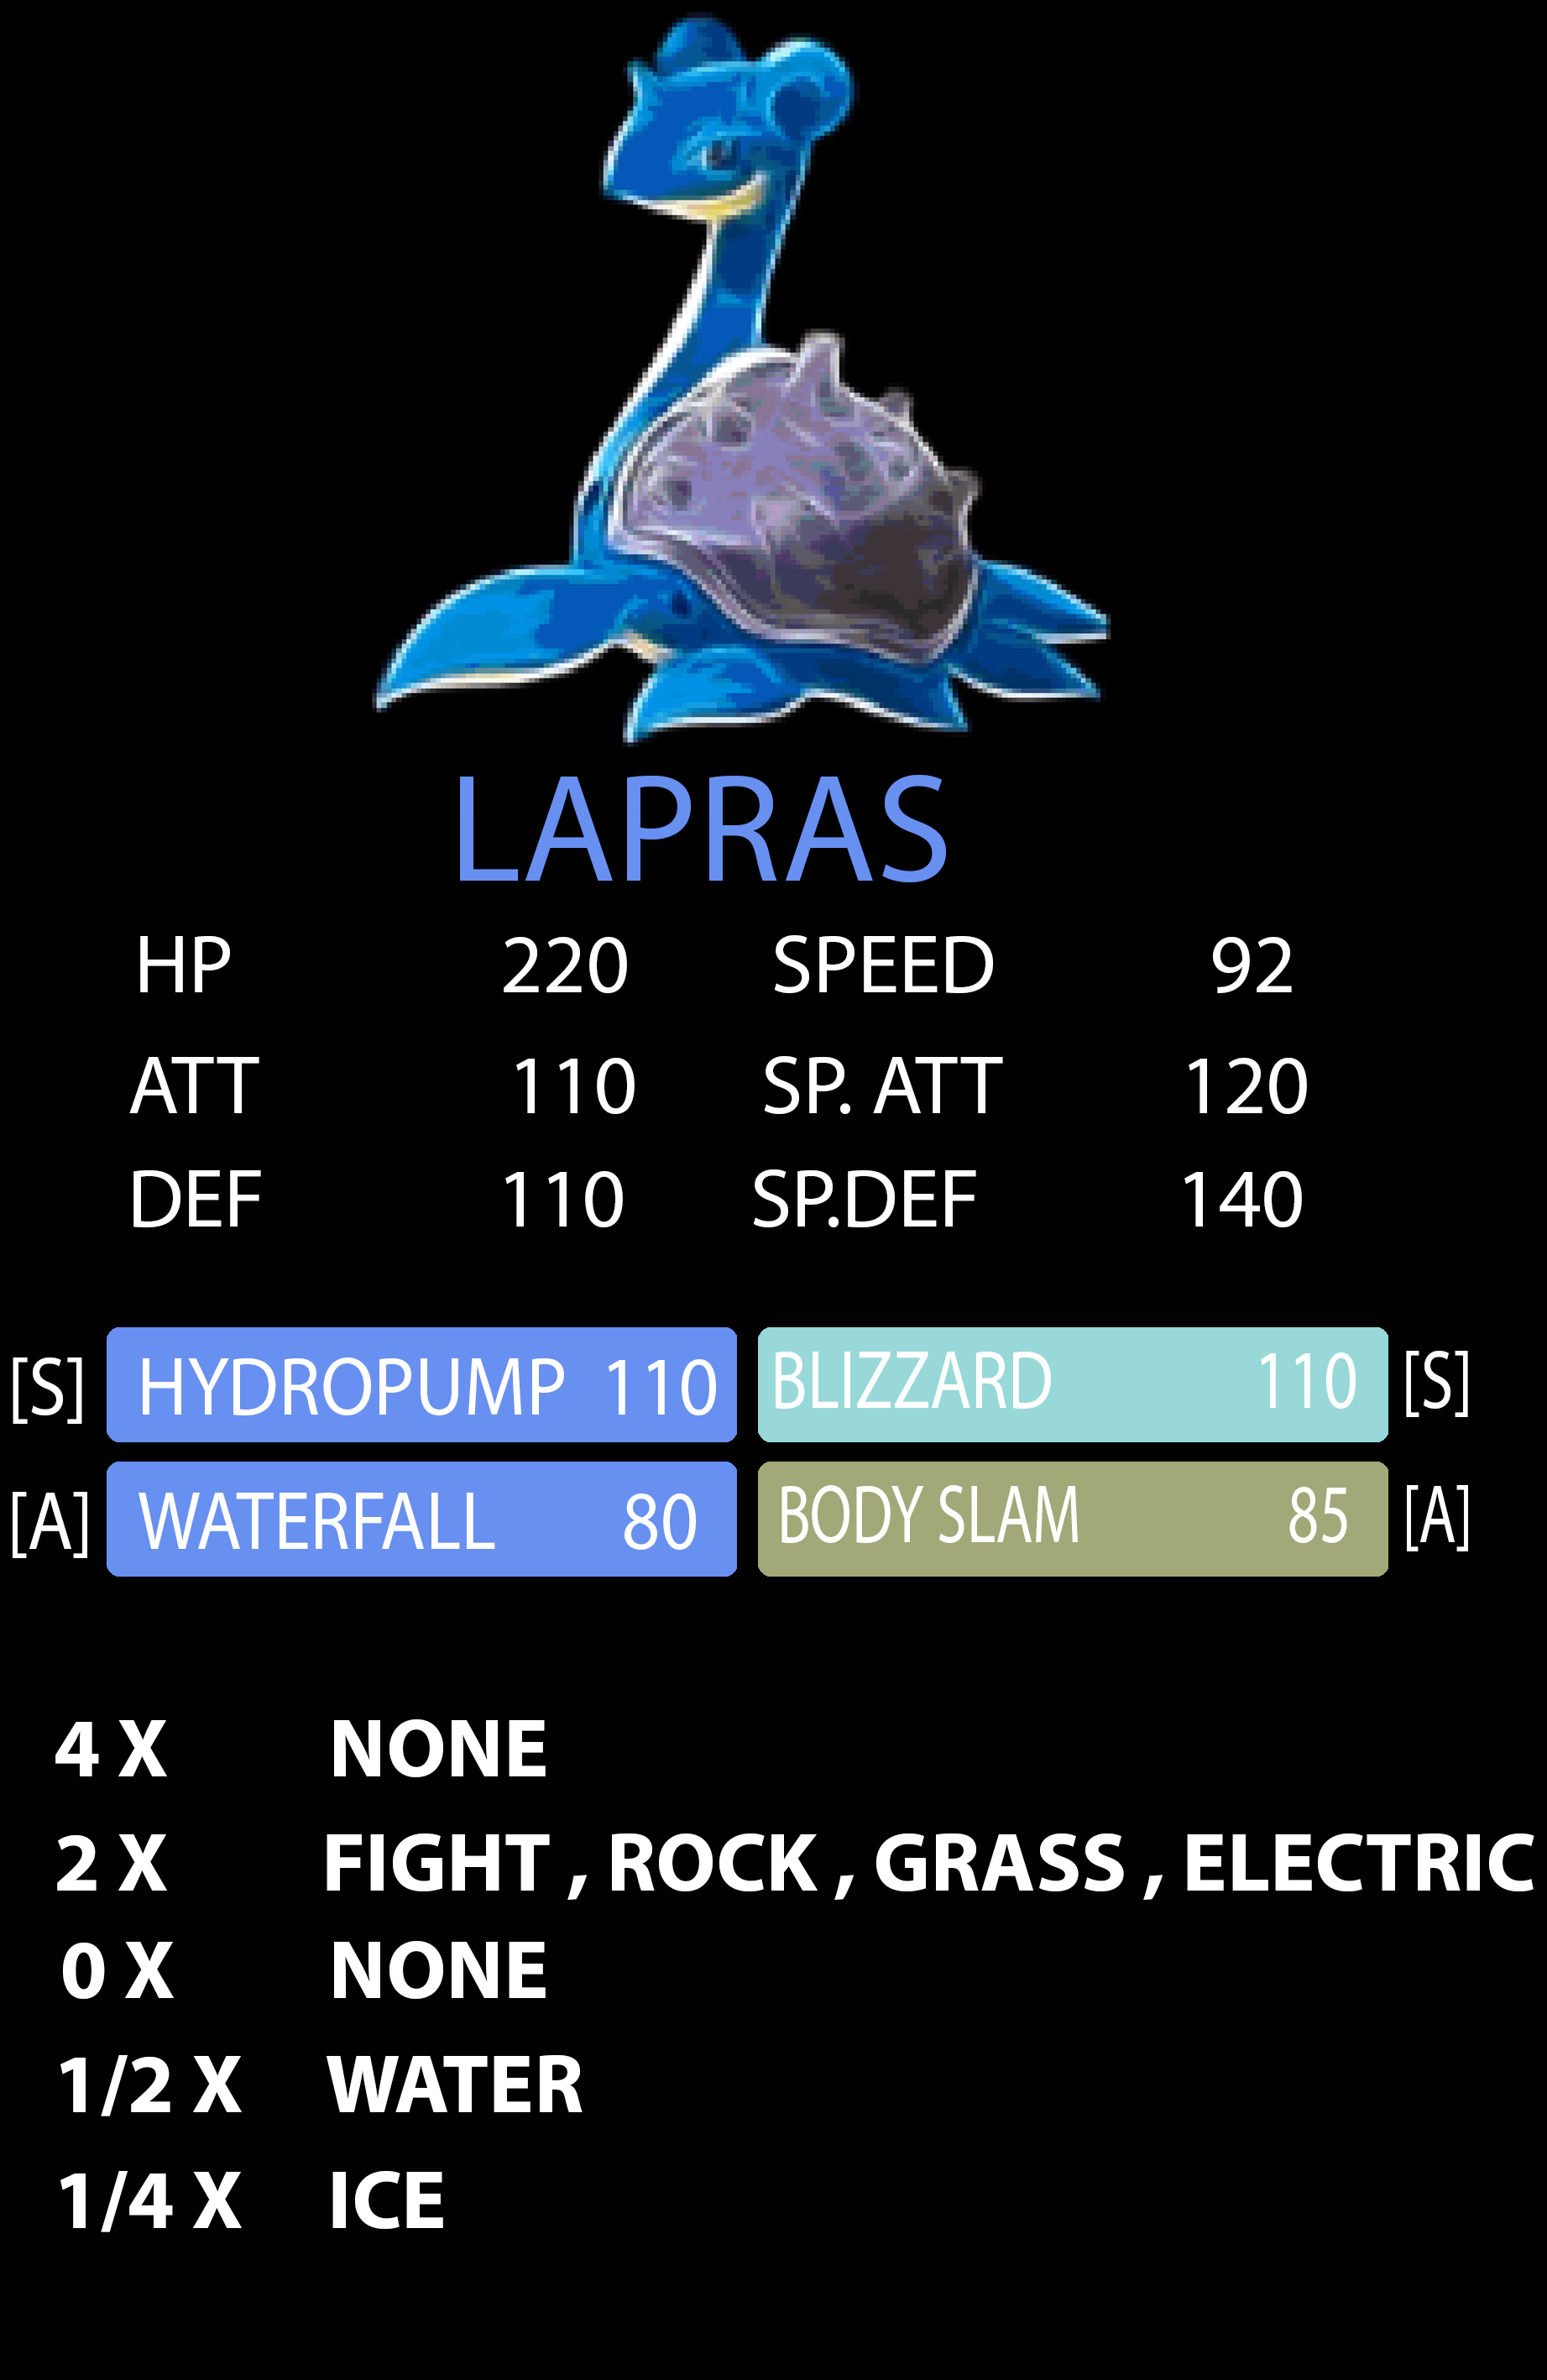 LAPRAS
HP 220 SPEED 92
ATT 110 SP. ATT 120
DEF 110 SP.DEF 140
[S] HYDROPUMP 110 BLIZZARD 110 [S]
[A] WATERFALL 80 BODY SLAM 85 [A]
4 X NONE
2 X FIGHT , ROCK , GRASS , ELECTRIC
0 X NONE
1/2 X WATER
1/4 X ICE